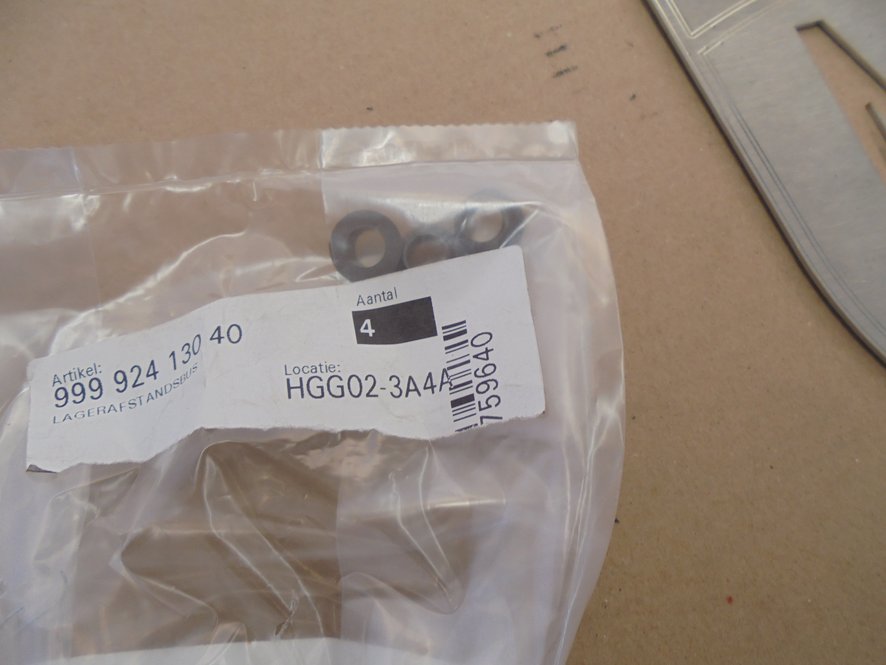 Artikel:
999 924 130 40
LAGERAFSTANDSBUS
Aantal
4
Locatie:
HGG02-3A4A
759640